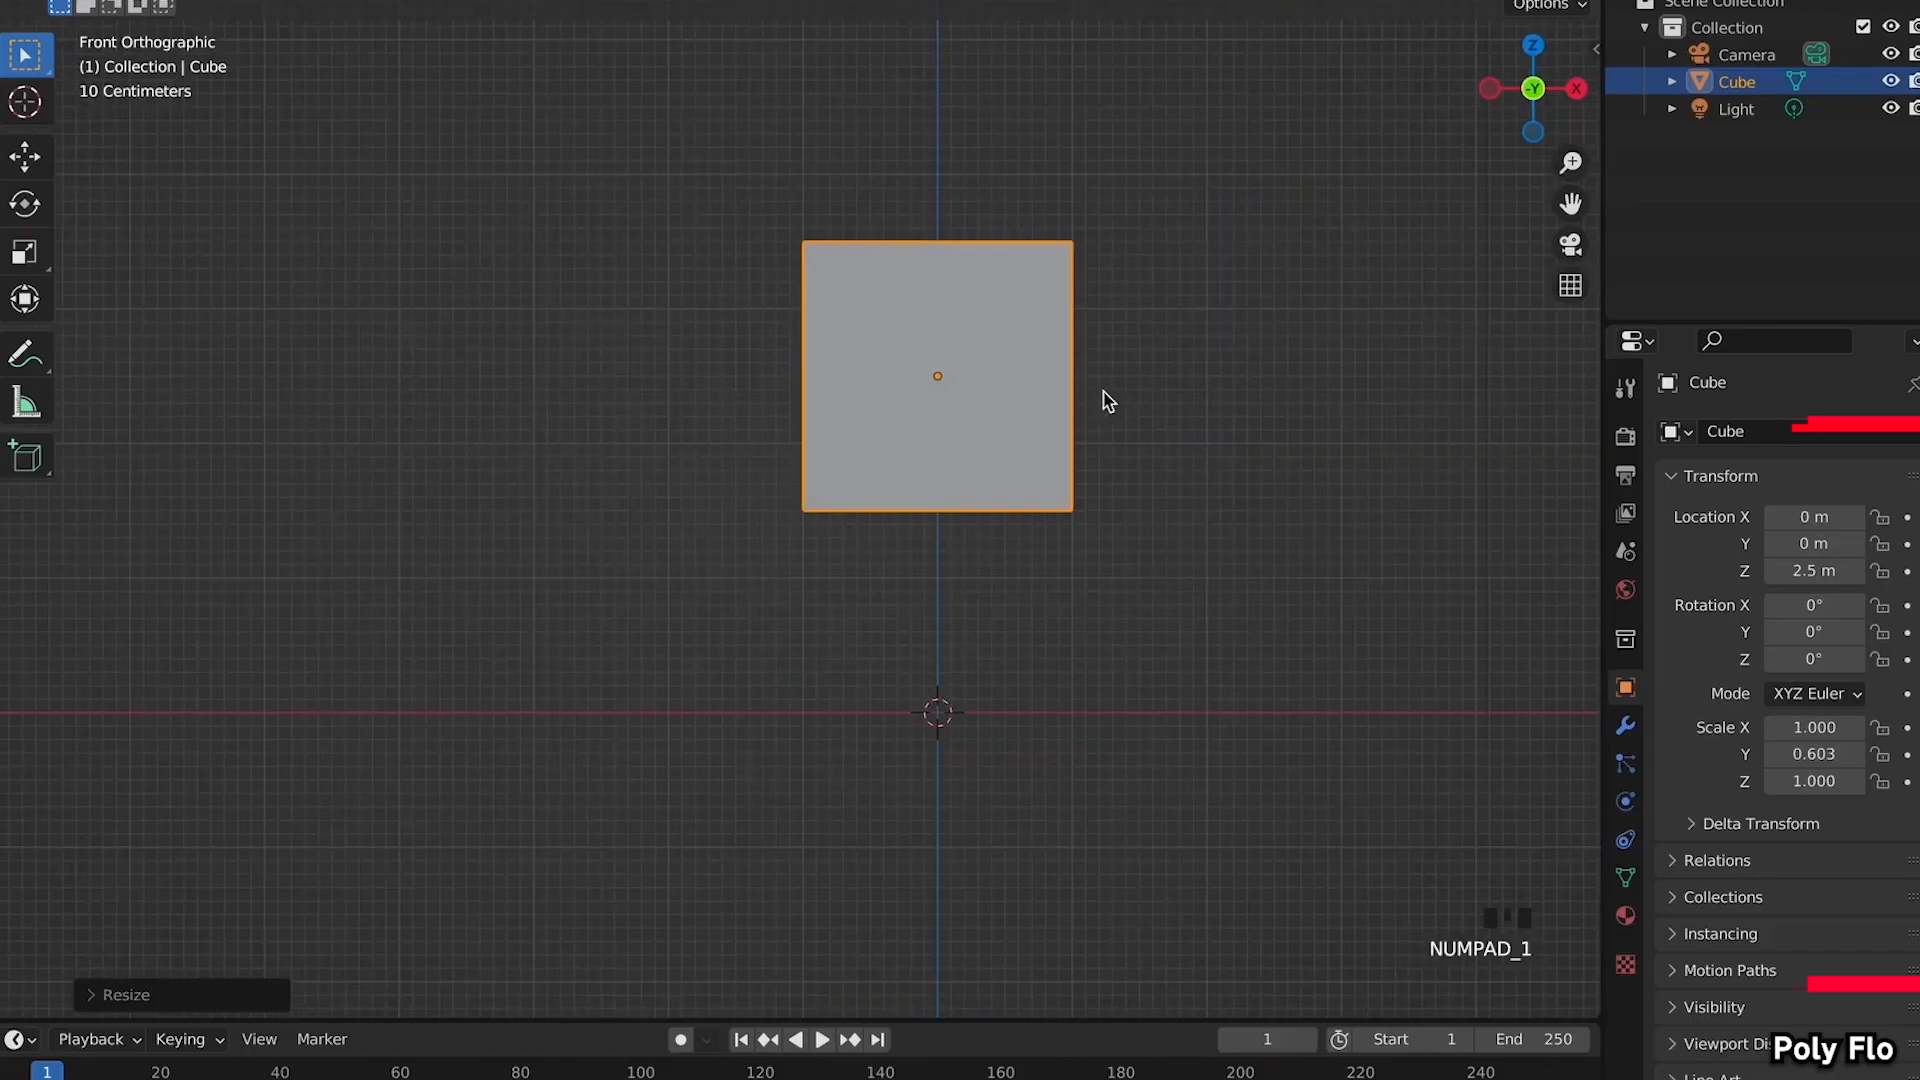 Options
Scene Collection
Front Orthographic
(1) Collection | Cube
10 Centimeters
Z
-Y
X
Collection
Camera
Cube
Light
Cube
Cube
Transform
Location X 0 m
Y 0 m
Z 2.5 m
Rotation X 0°
Y 0°
Z 0°
Mode XYZ Euler
Scale X 1.000
Y 0.603
Z 1.000
Delta Transform
Relations
Collections
Instancing
Motion Paths
Visibility
Viewport Di
Line Art
NUMPAD_1
Resize
Poly Flo
Playback Keying View Marker 1 Start 1 End 250
1 20 40 60 80 100 120 140 160 180 200 220 240